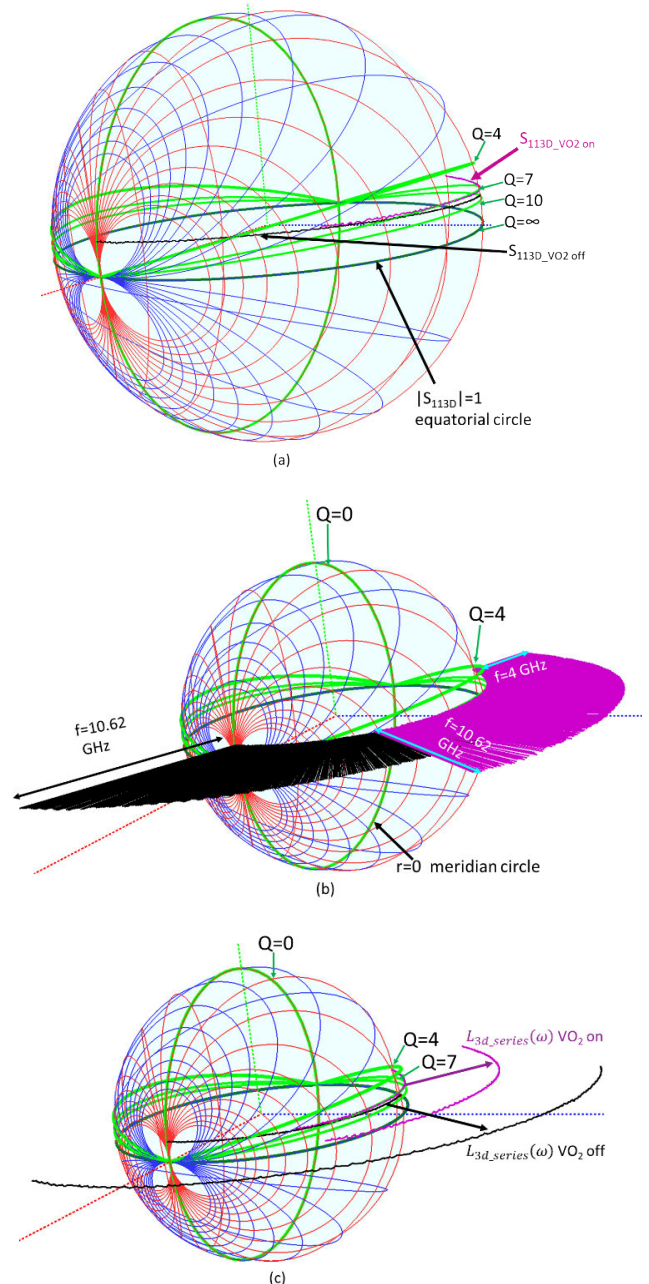 Q=4
S113D_VO2 on
Q=7
Q=10
Q=∞
S113D_VO2 off
|S113D|=1
equatorial circle
(a)
Q=0
Q=4
f=4 GHz
f=10.62
GHz
f=10.62
GHz
r=0 meridian circle
(b)
Q=0
Q=4
Q=7
L3d_series(ω) VO2 on
L3d_series(ω) VO2 off
(c)